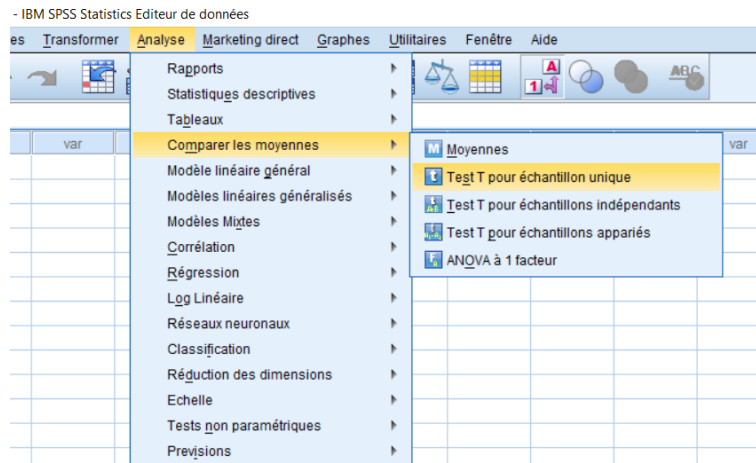 - IBM SPSS Statistics Editeur de données
es Transformer Analyse Marketing direct Graphes Utilitaires Fenêtre Aide
A
1
ABC
var
var
Rapports
Statistiques descriptives
Tableaux
Comparer les moyennes
Modèle linéaire général
Modèles linéaires généralisés
Modèles Mixtes
Corrélation
Régression
Log Linéaire
Réseaux neuronaux
Classification
Réduction des dimensions
Echelle
Tests non paramétriques
Previsions
M Moyennes
t Test T pour échantillon unique
Test T pour échantillons indépendants
Test T pour échantillons appariés
ANOVA à 1 facteur